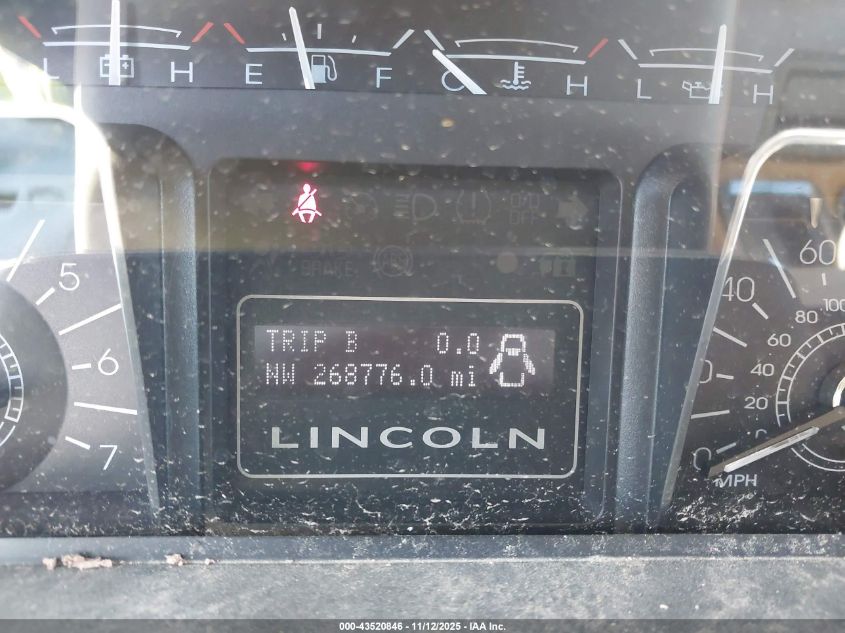 L H E F C H L H
BRAKE
O/D
OFF
5
6
7
TRIP B 0.0
NW 268776.0 mi
LINCOLN
60
40
100
80
60
40
20
0
MPH
000-43520846 - 11/12/2025 - IAA Inc.